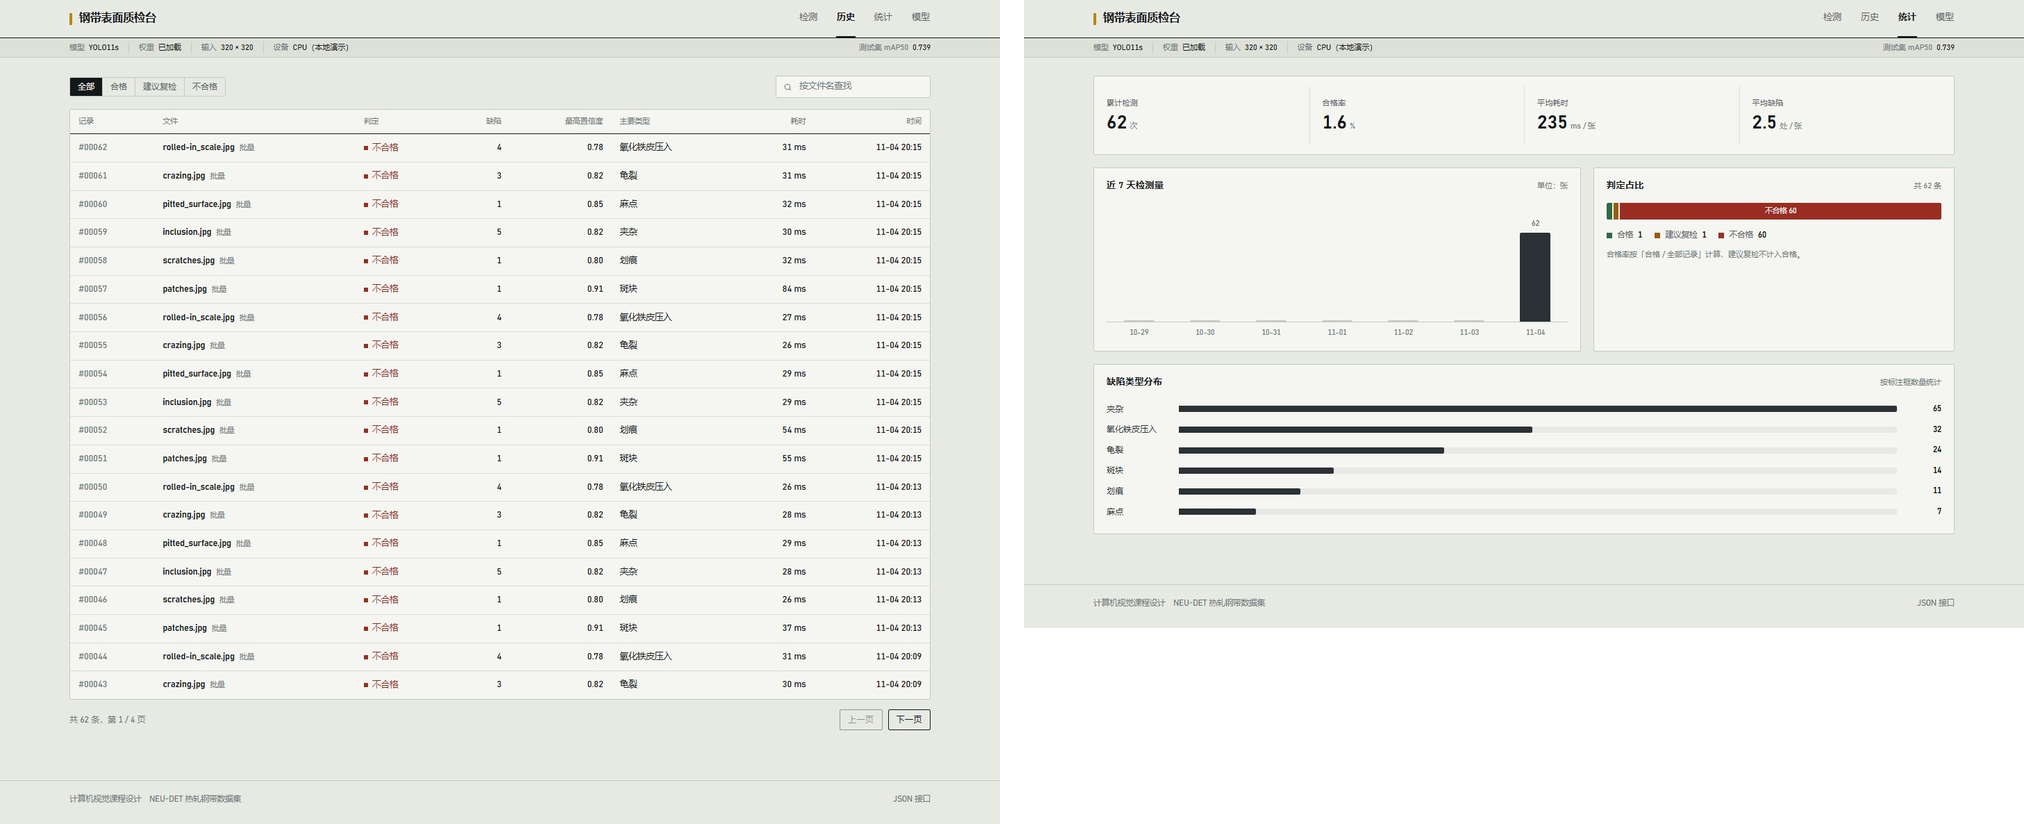 钢带表面质检台 检测 历史 统计 模型
模型 YOLO11s 权重 已加载 输入 320 × 320 设备 CPU（本地演示） 测试集 mAP50 0.739
全部 合格 建议复检 不合格 按文件名查找
记录 文件 判定 缺陷 最高置信度 主要类型 耗时 时间
#00062 rolled-in_scale.jpg 批量 不合格 4 0.78 氧化铁皮压入 31 ms 11-04 20:15
#00061 crazing.jpg 批量 不合格 3 0.82 龟裂 31 ms 11-04 20:15
#00060 pitted_surface.jpg 批量 不合格 1 0.85 麻点 32 ms 11-04 20:15
#00059 inclusion.jpg 批量 不合格 5 0.82 夹杂 30 ms 11-04 20:15
#00058 scratches.jpg 批量 不合格 1 0.80 划痕 32 ms 11-04 20:15
#00057 patches.jpg 批量 不合格 1 0.91 斑块 84 ms 11-04 20:15
#00056 rolled-in_scale.jpg 批量 不合格 4 0.78 氧化铁皮压入 27 ms 11-04 20:15
#00055 crazing.jpg 批量 不合格 3 0.82 龟裂 26 ms 11-04 20:15
#00054 pitted_surface.jpg 批量 不合格 1 0.85 麻点 29 ms 11-04 20:15
#00053 inclusion.jpg 批量 不合格 5 0.82 夹杂 29 ms 11-04 20:15
#00052 scratches.jpg 批量 不合格 1 0.80 划痕 54 ms 11-04 20:15
#00051 patches.jpg 批量 不合格 1 0.91 斑块 55 ms 11-04 20:15
#00050 rolled-in_scale.jpg 批量 不合格 4 0.78 氧化铁皮压入 26 ms 11-04 20:13
#00049 crazing.jpg 批量 不合格 3 0.82 龟裂 28 ms 11-04 20:13
#00048 pitted_surface.jpg 批量 不合格 1 0.85 麻点 29 ms 11-04 20:13
#00047 inclusion.jpg 批量 不合格 5 0.82 夹杂 28 ms 11-04 20:13
#00046 scratches.jpg 批量 不合格 1 0.80 划痕 26 ms 11-04 20:13
#00045 patches.jpg 批量 不合格 1 0.91 斑块 37 ms 11-04 20:13
#00044 rolled-in_scale.jpg 批量 不合格 4 0.78 氧化铁皮压入 31 ms 11-04 20:09
#00043 crazing.jpg 批量 不合格 3 0.82 龟裂 30 ms 11-04 20:09
共 62 条，第 1 / 4 页 上一页 下一页
计算机视觉课程设计 NEU-DET 热轧钢带数据集 JSON 接口
钢带表面质检台 检测 历史 统计 模型
模型 YOLO11s 权重 已加载 输入 320 × 320 设备 CPU（本地演示） 测试集 mAP50 0.739
累计检测 合格率 平均耗时 平均缺陷
62 次 1.6 % 235 ms / 张 2.5 处 / 张
近 7 天检测量 单位：张
62
10-29 10-30 10-31 11-01 11-02 11-03 11-04
判定占比 共 62 条
不合格 60
合格 1 建议复检 1 不合格 60
合格率按「合格 / 全部记录」计算，建议复检不计入合格。
缺陷类型分布 按标注框数量统计
夹杂 65
氧化铁皮压入 32
龟裂 24
斑块 14
划痕 11
麻点 7
计算机视觉课程设计 NEU-DET 热轧钢带数据集 JSON 接口